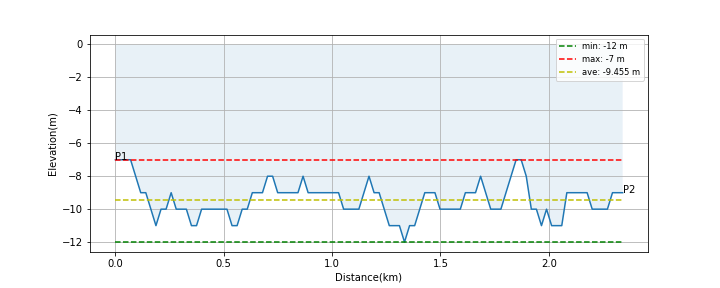 0
−2
−4
−6
−8
−10
−12
Elevation(m)
min: -12 m
max: -7 m
ave: -9.455 m
P1
P2
0.0
0.5
1.0
1.5
2.0
Distance(km)